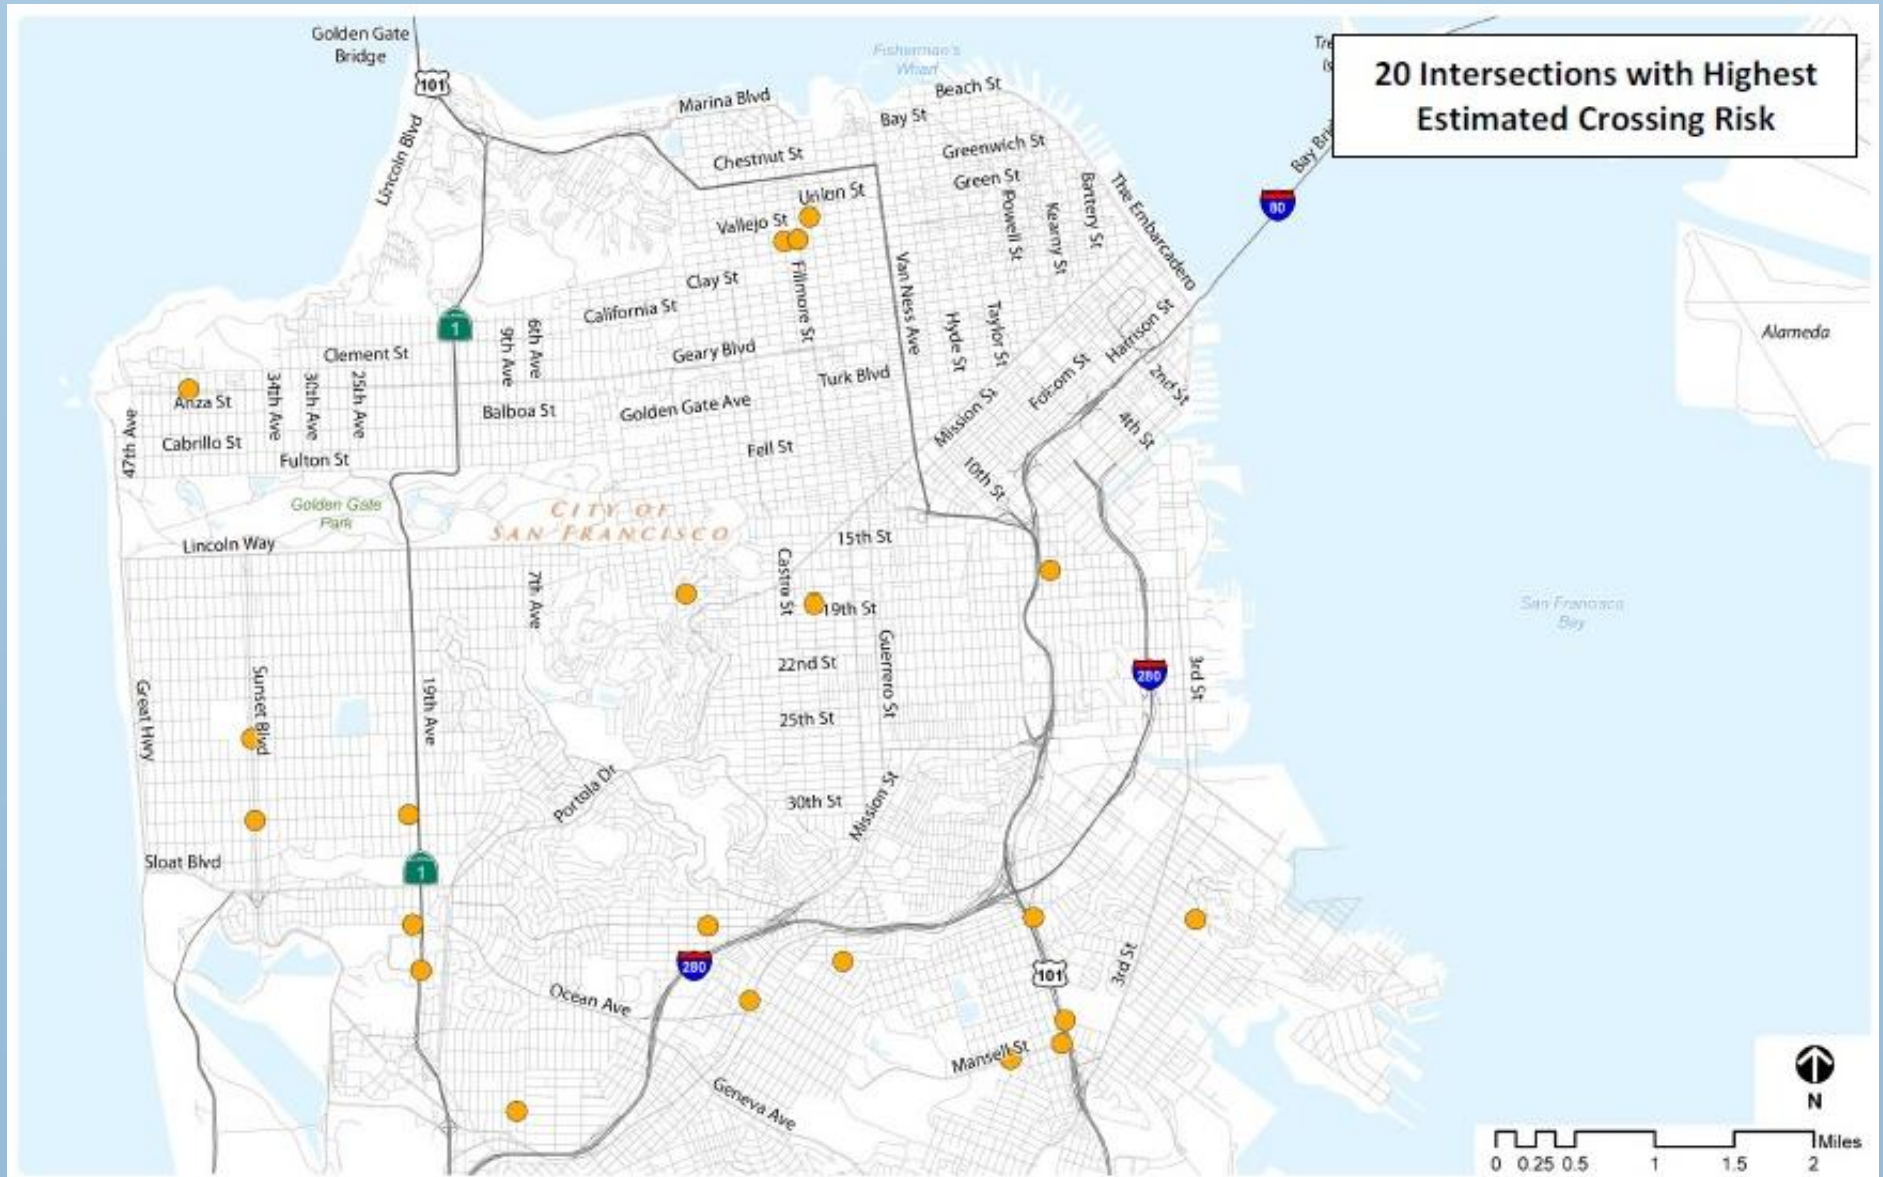 Golden Gate
Bridge
101
Lincoln Blvd
Fisherman's
Wharf
Marina Blvd
Beach St
Bay St
Chestnut St
Greenwich St
Green St
Union St
Vallejo St
Powell St
Kearny St
Battery St
The Embarcadero
20 Intersections with Highest
Estimated Crossing Risk
80
Clay St
California St
Fillmore St
Van Ness Ave
Hyde St
Taylor St
Harrison St
Folsom St
Mission St
2nd St
4th St
10th St
Alameda
1
6th Ave
9th Ave
Clement St
Geary Blvd
Turk Blvd
34th Ave
30th Ave
25th Ave
Anza St
47th Ave
Cabrillo St
Fulton St
Balboa St
Golden Gate Ave
Fell St
Golden Gate
Park
CITY OF
SAN FRANCISCO
Lincoln Way
15th St
7th Ave
Castro St
19th St
22nd St
Guerrero St
25th St
280
3rd St
San Francisco
Bay
Great Hwy
Sunset Blvd
19th Ave
Portola Dr
30th St
Mission St
Sloat Blvd
1
280
Ocean Ave
101
3rd St
Mansell St
Geneva Ave
N
Miles
0 0.25 0.5 1 1.5 2